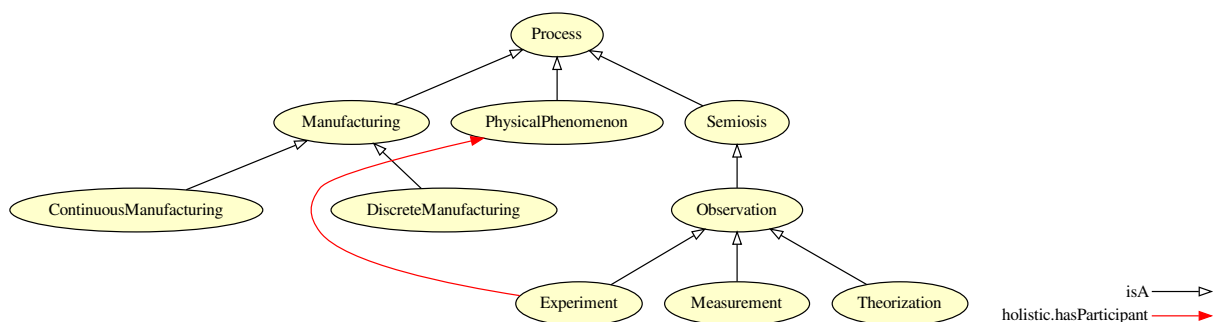 Process
Manufacturing
PhysicalPhenomenon
Semiosis
ContinuousManufacturing
DiscreteManufacturing
Observation
Experiment
Measurement
Theorization
isA
holistic.hasParticipant